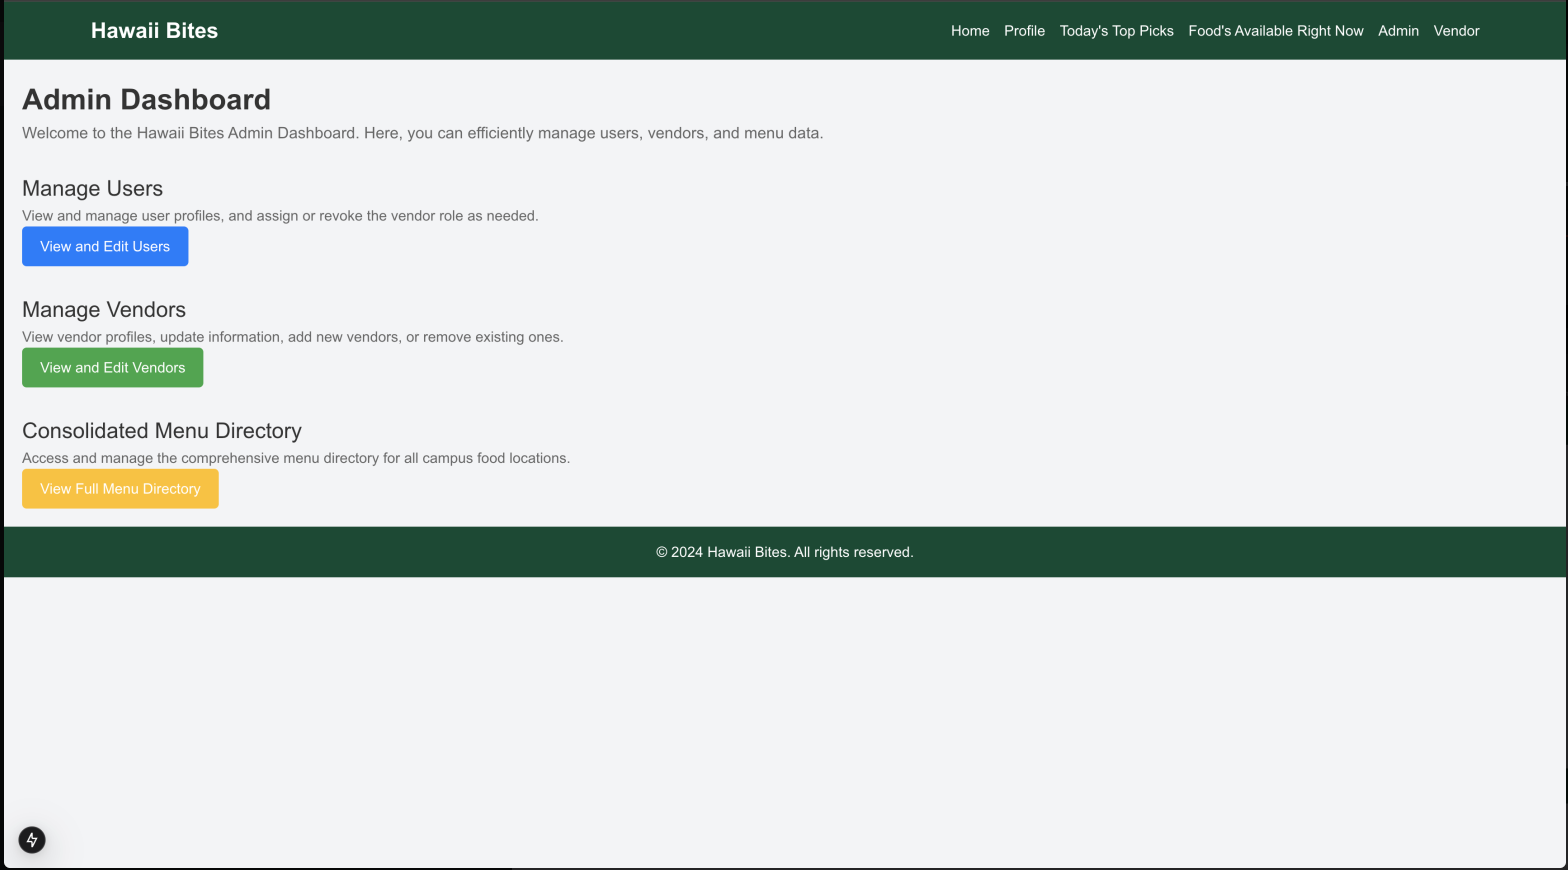 Hawaii Bites
Home Profile Today's Top Picks Food's Available Right Now Admin Vendor
Admin Dashboard
Welcome to the Hawaii Bites Admin Dashboard. Here, you can efficiently manage users, vendors, and menu data.
Manage Users
View and manage user profiles, and assign or revoke the vendor role as needed.
View and Edit Users
Manage Vendors
View vendor profiles, update information, add new vendors, or remove existing ones.
View and Edit Vendors
Consolidated Menu Directory
Access and manage the comprehensive menu directory for all campus food locations.
View Full Menu Directory
© 2024 Hawaii Bites. All rights reserved.